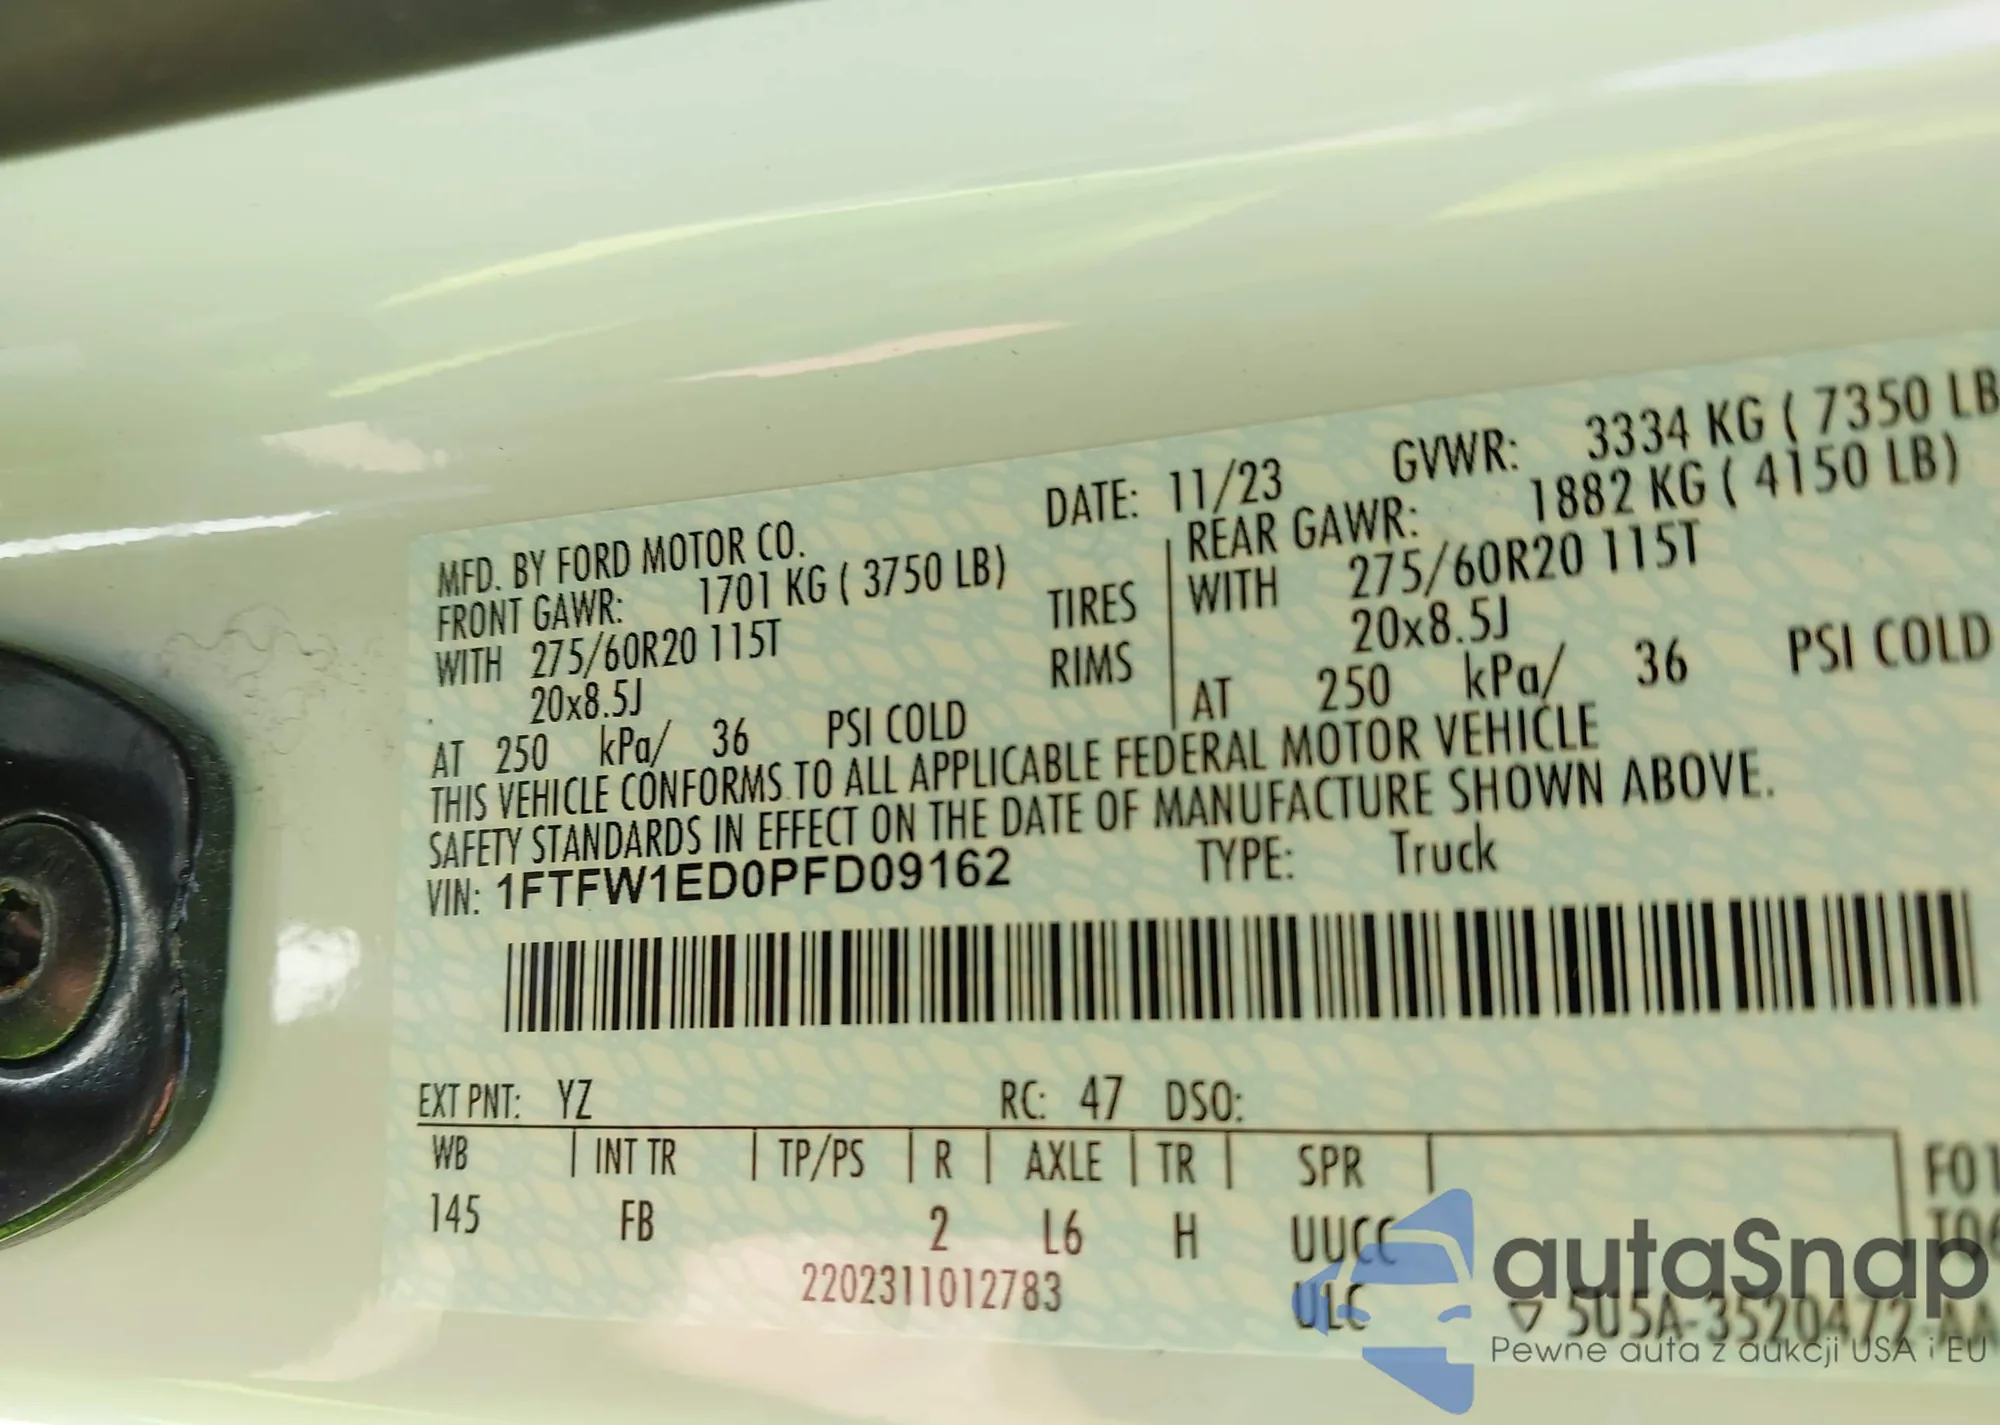 MFD. BY FORD MOTOR CO.
DATE: 11/23
GVWR: 3334 KG ( 7350 LB
FRONT GAWR: 1701 KG ( 3750 LB)
REAR GAWR: 1882 KG ( 4150 LB)
WITH 275/60R20 115T TIRES WITH 275/60R20 115T
20x8.5J RIMS 20x8.5J
AT 250 kPa/ 36 PSI COLD AT 250 kPa/ 36 PSI COLD
THIS VEHICLE CONFORMS TO ALL APPLICABLE FEDERAL MOTOR VEHICLE
SAFETY STANDARDS IN EFFECT ON THE DATE OF MANUFACTURE SHOWN ABOVE.
VIN: 1FTFW1ED0PFD09162 TYPE: Truck
EXT PNT: YZ RC: 47 DSO:
WB INT TR TP/PS R AXLE TR SPR F01
145 FB 2 L6 H UUCC T06
2202311012783 ULC 5U5A-3520472-AA
autaSnap
Pewne auta z aukcji USA i EU